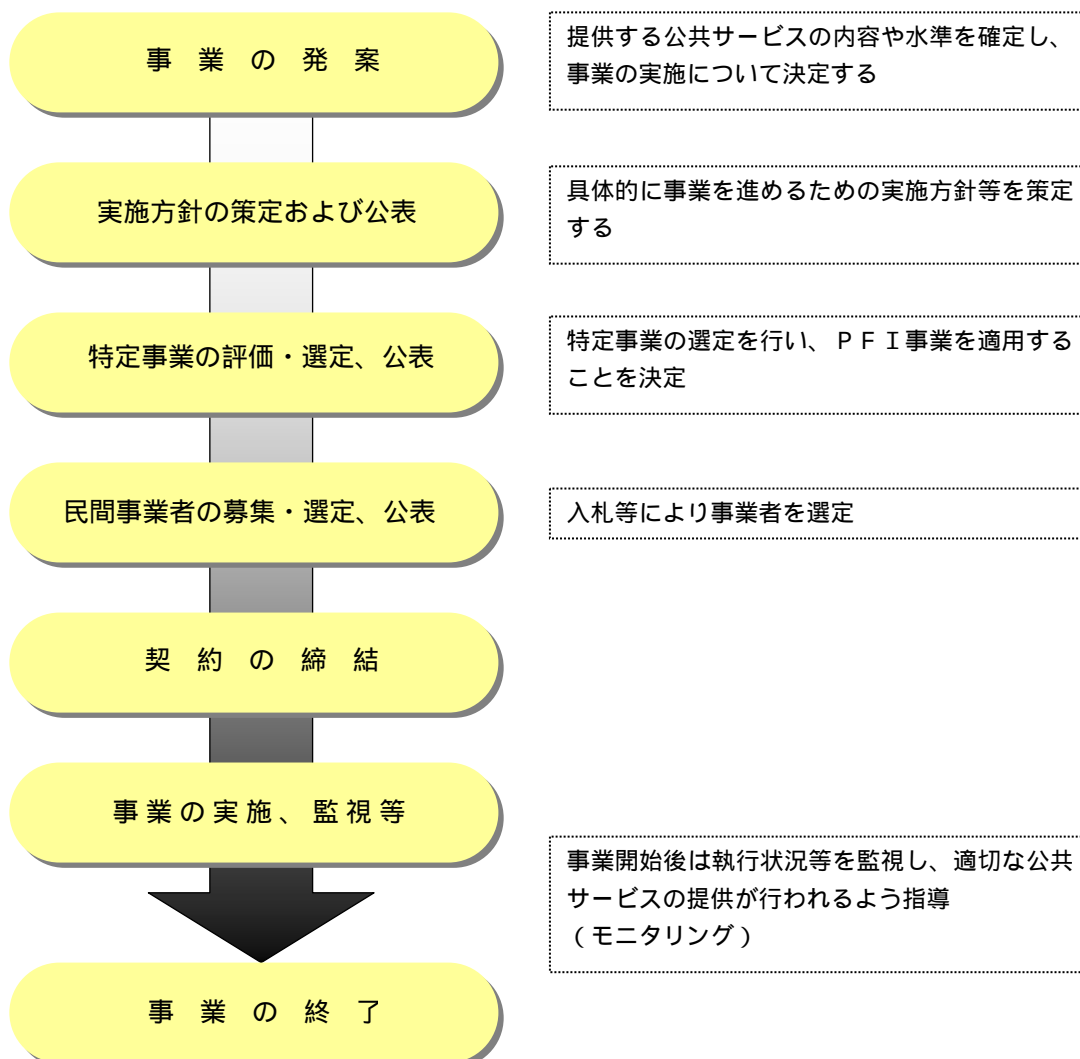 事業の発案
提供する公共サービスの内容や水準を確定し、
事業の実施について決定する
実施方針の策定および公表
具体的に事業を進めるための実施方針等を策定
する
特定事業の評価・選定、公表
特定事業の選定を行い、ＰＦＩ事業を適用する
ことを決定
民間事業者の募集・選定、公表
入札等により事業者を選定
契約の締結
事業の実施、監視等
事業開始後は執行状況等を監視し、適切な公共
サービスの提供が行われるよう指導
（モニタリング）
事業の終了